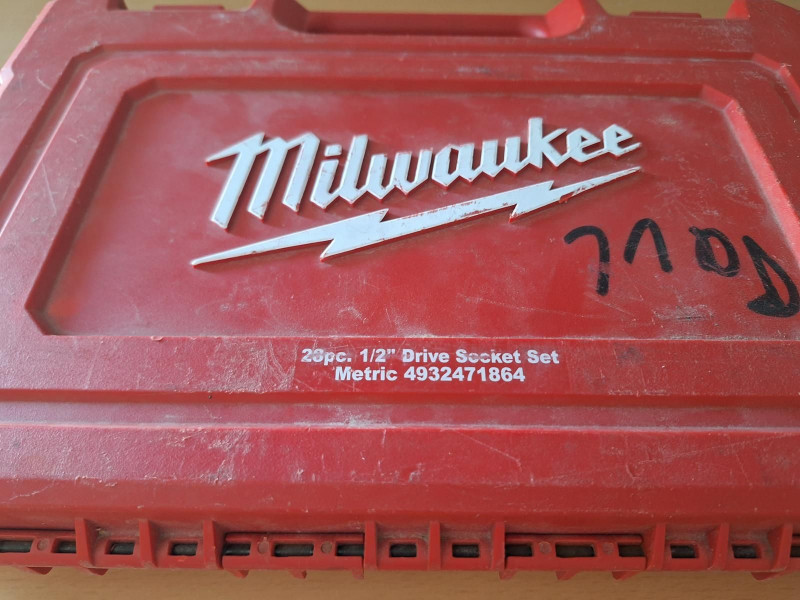 Milwaukee
28pc. 1/2" Drive Socket Set
Metric 4932471864